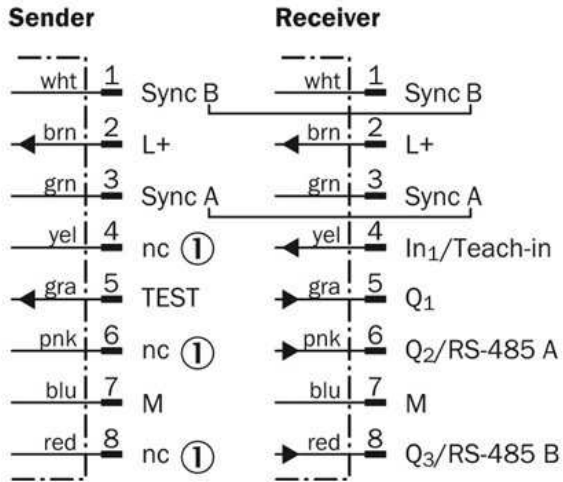 Sender Receiver
wht 1 Sync B wht 1 Sync B
brn 2 L+ brn 2 L+
grn 3 Sync A grn 3 Sync A
yel 4 nc ① yel 4 In₁/Teach-in
gra 5 TEST gra 5 Q₁
pnk 6 nc ① pnk 6 Q₂/RS-485 A
blu 7 M blu 7 M
red 8 nc ① red 8 Q₃/RS-485 B